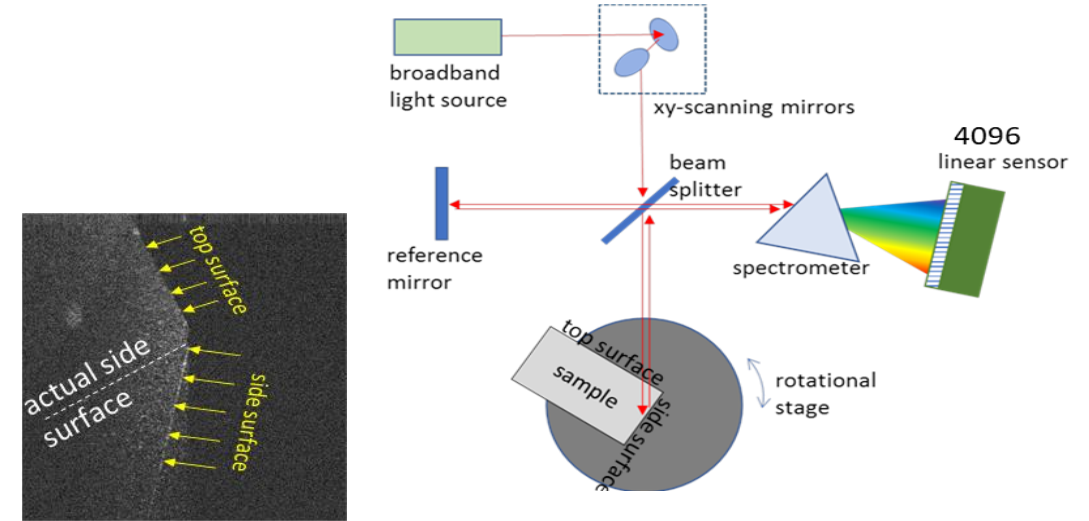 top surface
actual side
surface
side surface
broadband
light source
xy-scanning mirrors
4096
linear sensor
beam
splitter
reference
mirror
spectrometer
top surface
sample
side surface
rotational
stage